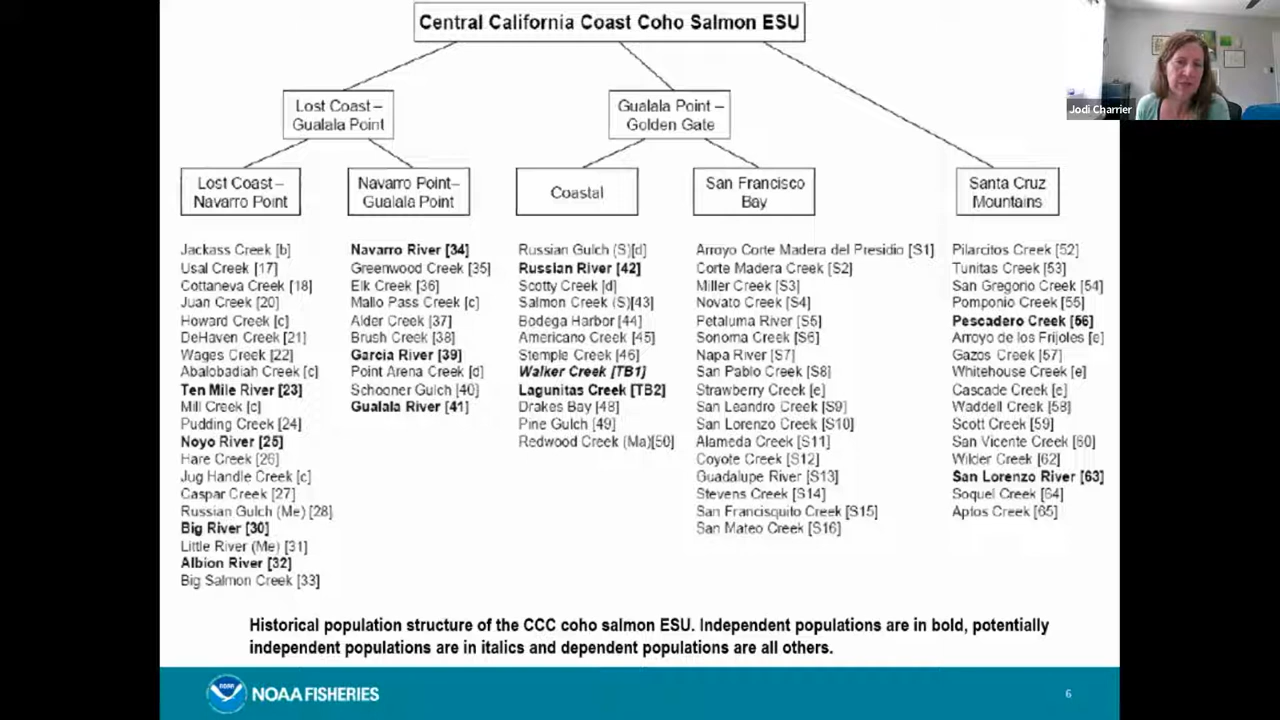 Central California Coast Coho Salmon ESU
Jodi Charrier
Lost Coast –
Gualala Point
Gualala Point –
Golden Gate
Lost Coast –
Navarro Point
Navarro Point–
Gualala Point
Coastal
San Francisco
Bay
Santa Cruz
Mountains
Jackass Creek [b]
Usal Creek [17]
Cottaneva Creek [18]
Juan Creek [20]
Howard Creek [c]
DeHaven Creek [21]
Wages Creek [22]
Abalobadiah Creek [c]
Ten Mile River [23]
Mill Creek [c]
Pudding Creek [24]
Noyo River [25]
Hare Creek [26]
Jug Handle Creek [c]
Caspar Creek [27]
Russian Gulch (Me) [28]
Big River [30]
Little River (Me) [31]
Albion River [32]
Big Salmon Creek [33]
Navarro River [34]
Greenwood Creek [35]
Elk Creek [36]
Mallo Pass Creek [c]
Alder Creek [37]
Brush Creek [38]
Garcia River [39]
Point Arena Creek [d]
Schooner Gulch [40]
Gualala River [41]
Russian Gulch (S)[d]
Russian River [42]
Scotty Creek [d]
Salmon Creek (S)[43]
Bodega Harbor [44]
Americano Creek [45]
Stemple Creek [46]
Walker Creek [TB1]
Lagunitas Creek [TB2]
Drakes Bay [48]
Pine Gulch [49]
Redwood Creek (Ma)[50]
Arroyo Corte Madera del Presidio [S1]
Corte Madera Creek [S2]
Miller Creek [S3]
Novato Creek [S4]
Petaluma River [S5]
Sonoma Creek [S6]
Napa River [S7]
San Pablo Creek [S8]
Strawberry Creek [e]
San Leandro Creek [S9]
San Lorenzo Creek [S10]
Alameda Creek [S11]
Coyote Creek [S12]
Guadalupe River [S13]
Stevens Creek [S14]
San Francisquito Creek [S15]
San Mateo Creek [S16]
Pilarcitos Creek [52]
Tunitas Creek [53]
San Gregorio Creek [54]
Pomponio Creek [55]
Pescadero Creek [56]
Arroyo de los Frijoles [e]
Gazos Creek [57]
Whitehouse Creek [e]
Cascade Creek [e]
Waddell Creek [58]
Scott Creek [59]
San Vicente Creek [60]
Wilder Creek [62]
San Lorenzo River [63]
Soquel Creek [64]
Aptos Creek [65]
Historical population structure of the CCC coho salmon ESU. Independent populations are in bold, potentially
independent populations are in italics and dependent populations are all others.
NOAA
NOAA FISHERIES
6